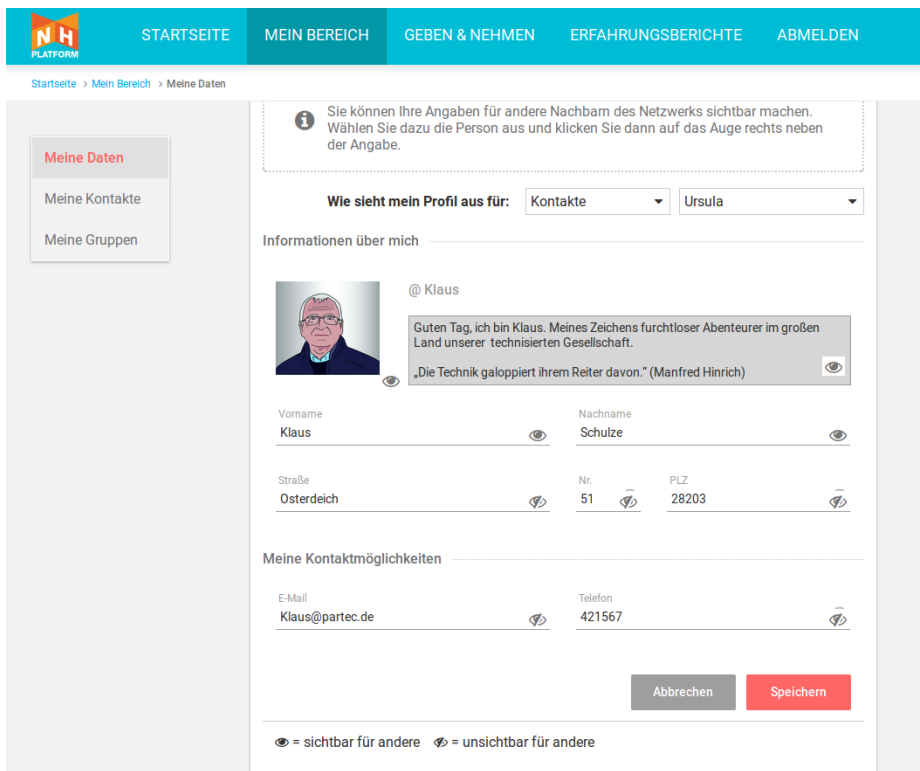 NH
PLATFORM
STARTSEITE
MEIN BEREICH
GEBEN & NEHMEN
ERFAHRUNGSBERICHTE
ABMELDEN
Startseite > Mein Bereich > Meine Daten
Sie können Ihre Angaben für andere Nachbarn des Netzwerks sichtbar machen.
Wählen Sie dazu die Person aus und klicken Sie dann auf das Auge rechts neben
der Angabe.
Meine Daten
Meine Kontakte
Meine Gruppen
Wie sieht mein Profil aus für:
Kontakte
Ursula
Informationen über mich
@ Klaus
Guten Tag, ich bin Klaus. Meines Zeichens furchtloser Abenteurer im großen
Land unserer technisierten Gesellschaft.
„Die Technik galoppiert ihrem Reiter davon.“ (Manfred Hinrich)
Vorname
Klaus
Nachname
Schulze
Straße
Osterdeich
Nr.
51
PLZ
28203
Meine Kontaktmöglichkeiten
E-Mail
Klaus@partec.de
Telefon
421567
Abbrechen
Speichern
= sichtbar für andere
= unsichtbar für andere